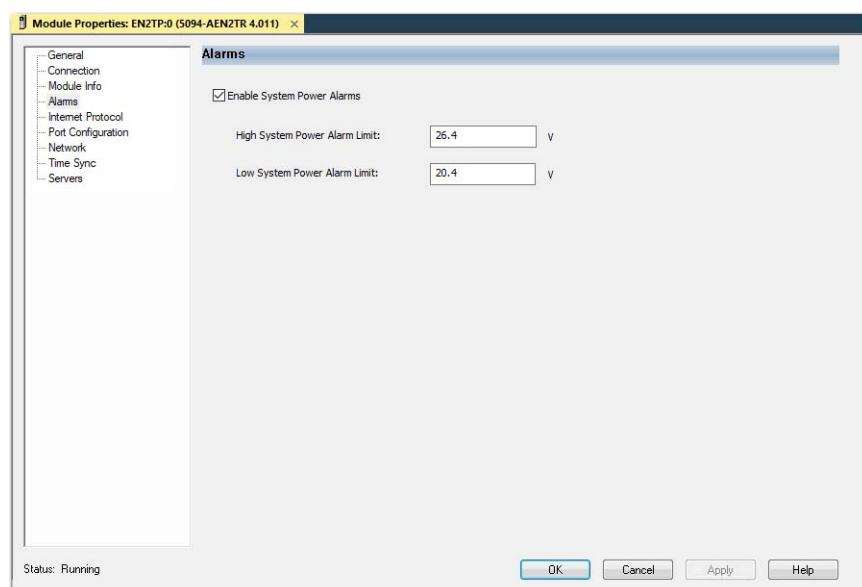 Module Properties: EN2TP:0 (5094-AEN2TR 4.011) ×
General
Connection
Module Info
Alarms
Internet Protocol
Port Configuration
Network
Time Sync
Servers
Alarms
Enable System Power Alarms
High System Power Alarm Limit: 26.4 V
Low System Power Alarm Limit: 20.4 V
Status: Running
OK Cancel Apply Help